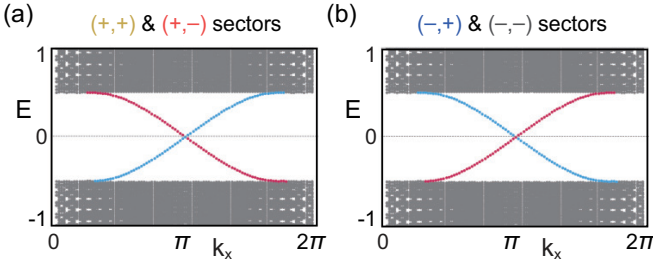 (a)
(+,+) & (+,−) sectors
1
E
0
-1
0
π
kₓ
2π
(b)
(−,+) & (−,−) sectors
1
E
0
-1
0
π
kₓ
2π